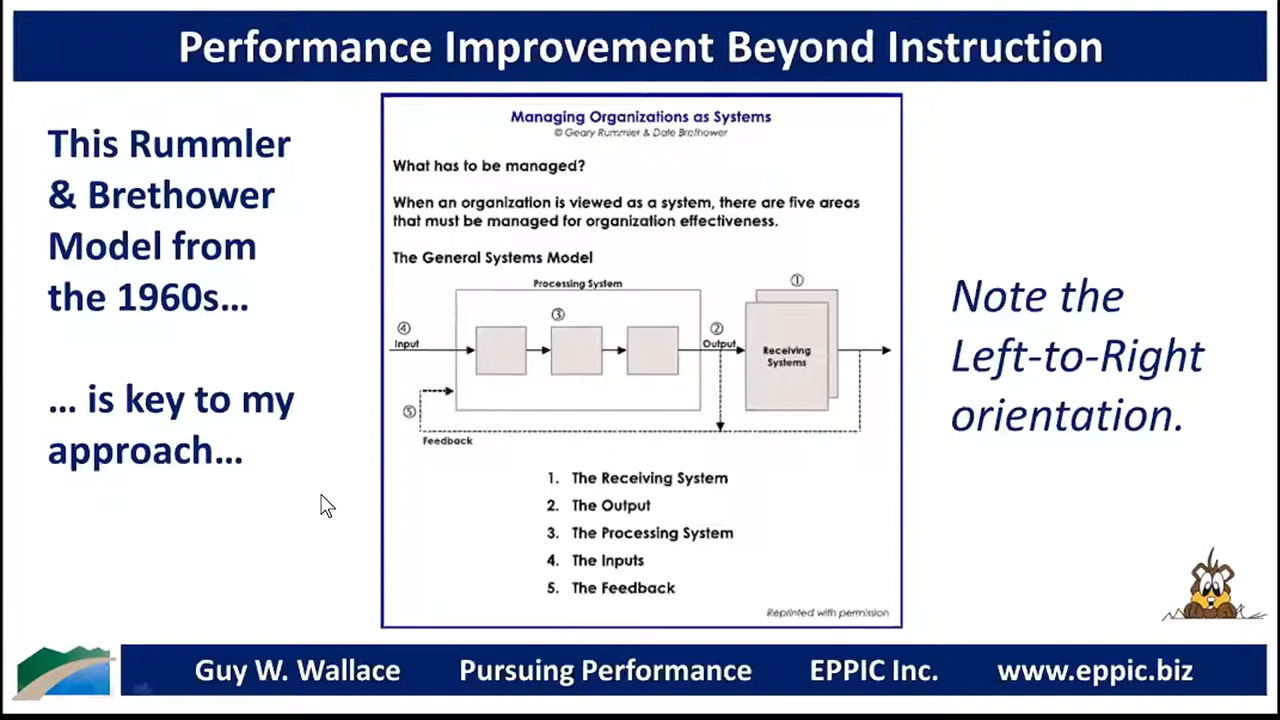 Performance Improvement Beyond Instruction
This Rummler
& Brethower
Model from
the 1960s...
... is key to my
approach...
Managing Organizations as Systems
© Geary Rummler & Dale Brethower
What has to be managed?
When an organization is viewed as a system, there are five areas
that must be managed for organization effectiveness.
The General Systems Model
Processing System
①
③
④
Input
②
Output
Receiving
Systems
⑤
Feedback
1. The Receiving System
2. The Output
3. The Processing System
4. The Inputs
5. The Feedback
Reprinted with permission
Note the
Left-to-Right
orientation.
Guy W. Wallace Pursuing Performance EPPIC Inc. www.eppic.biz